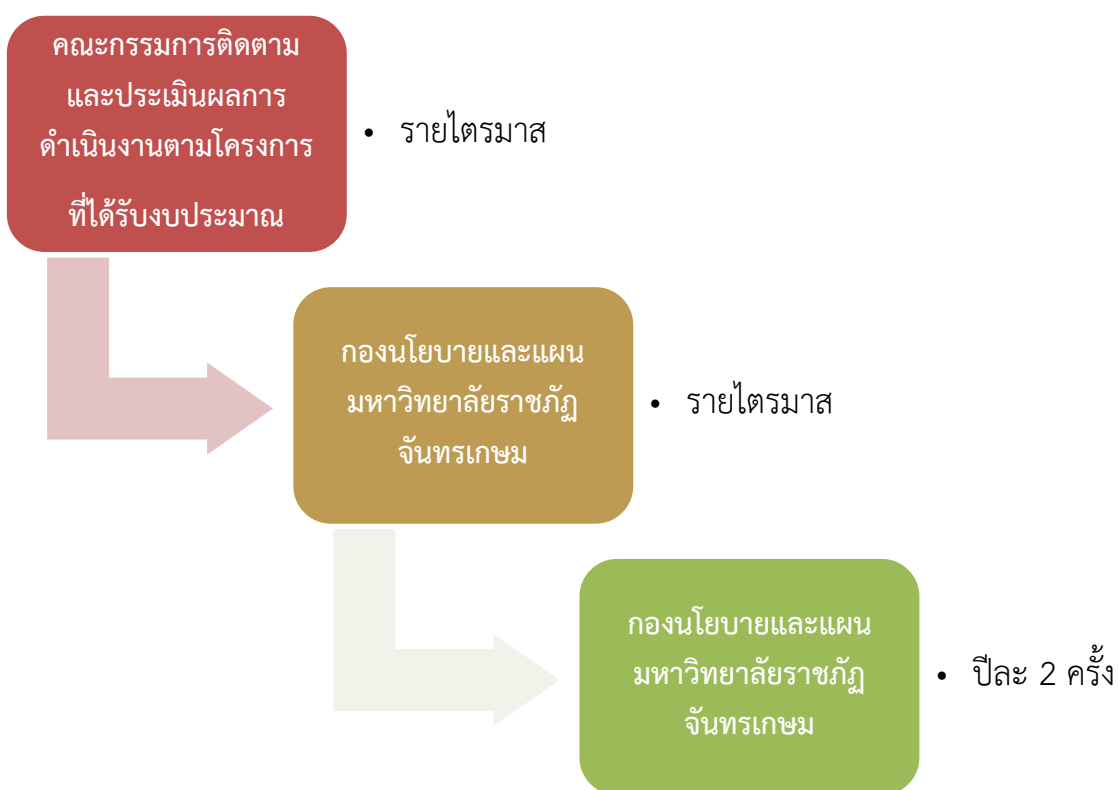 คณะกรรมการติดตาม
และประเมินผลการ
ดำเนินงานตามโครงการ
ที่ได้รับงบประมาณ
• รายไตรมาส
กองนโยบายและแผน
มหาวิทยาลัยราชภัฏ
จันทรเกษม
• รายไตรมาส
กองนโยบายและแผน
มหาวิทยาลัยราชภัฏ
จันทรเกษม
• ปีละ 2 ครั้ง